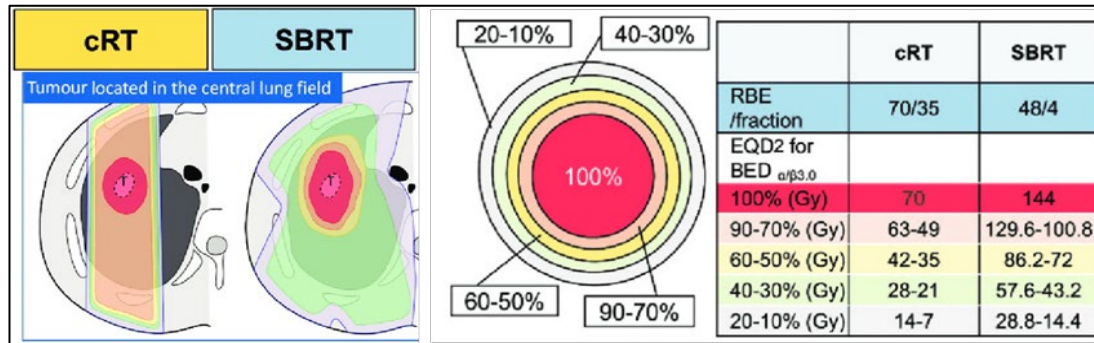 cRT SBRT
Tumour located in the central lung field
T T
20-10% 40-30%
100%
60-50% 90-70%
cRT SBRT
RBE /fraction 70/35 48/4
EQD2 for BED α/β3.0
100% (Gy) 70 144
90-70% (Gy) 63-49 129.6-100.8
60-50% (Gy) 42-35 86.2-72
40-30% (Gy) 28-21 57.6-43.2
20-10% (Gy) 14-7 28.8-14.4